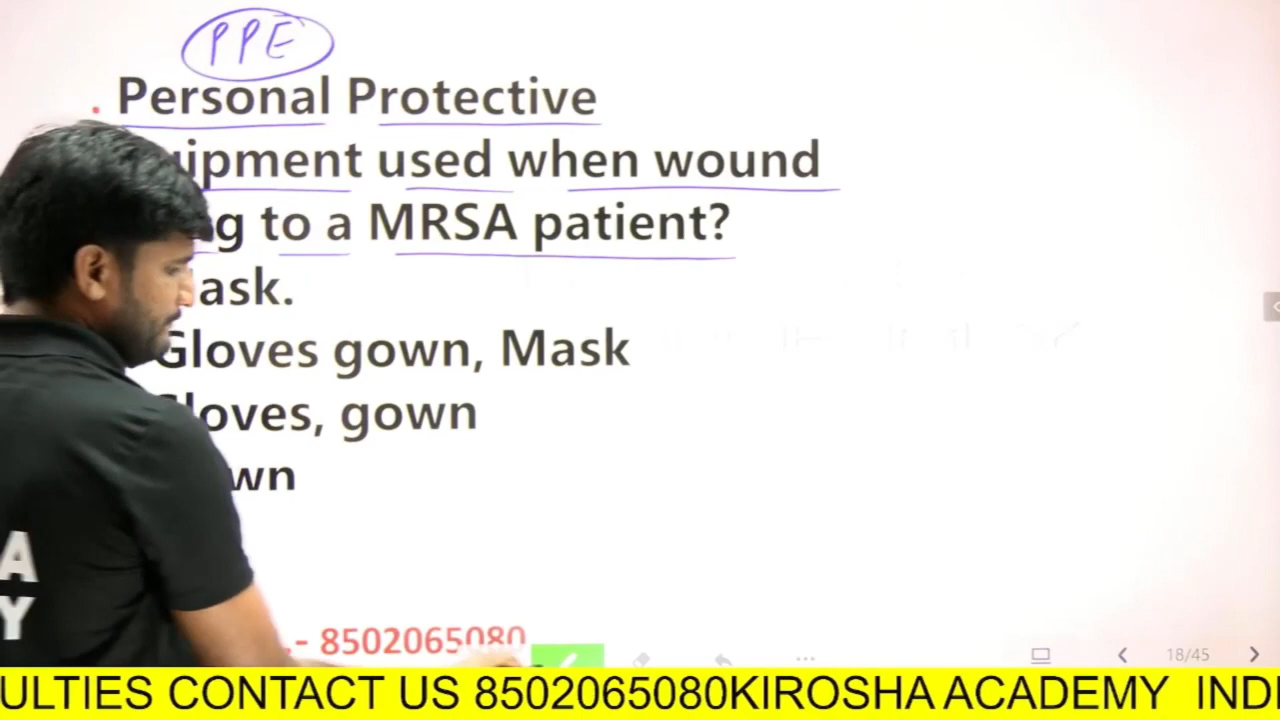 PPE
. Personal Protective
uipment used when wound
g to a MRSA patient?
ask.
Gloves gown, Mask
loves, gown
wn
.- 8502065080
18/45
A
Y
ULTIES CONTACT US 8502065080KIROSHA ACADEMY INDI